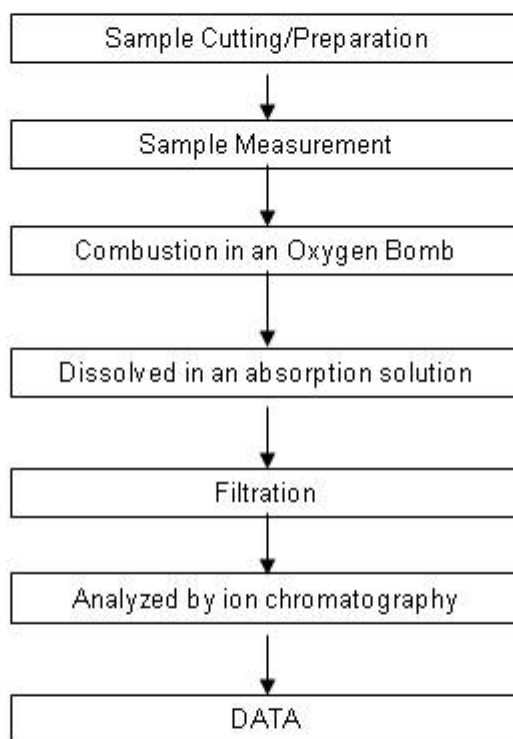 Sample Cutting/Preparation
Sample Measurement
Combustion in an Oxygen Bomb
Dissolved in an absorption solution
Filtration
Analyzed by ion chromatography
DATA